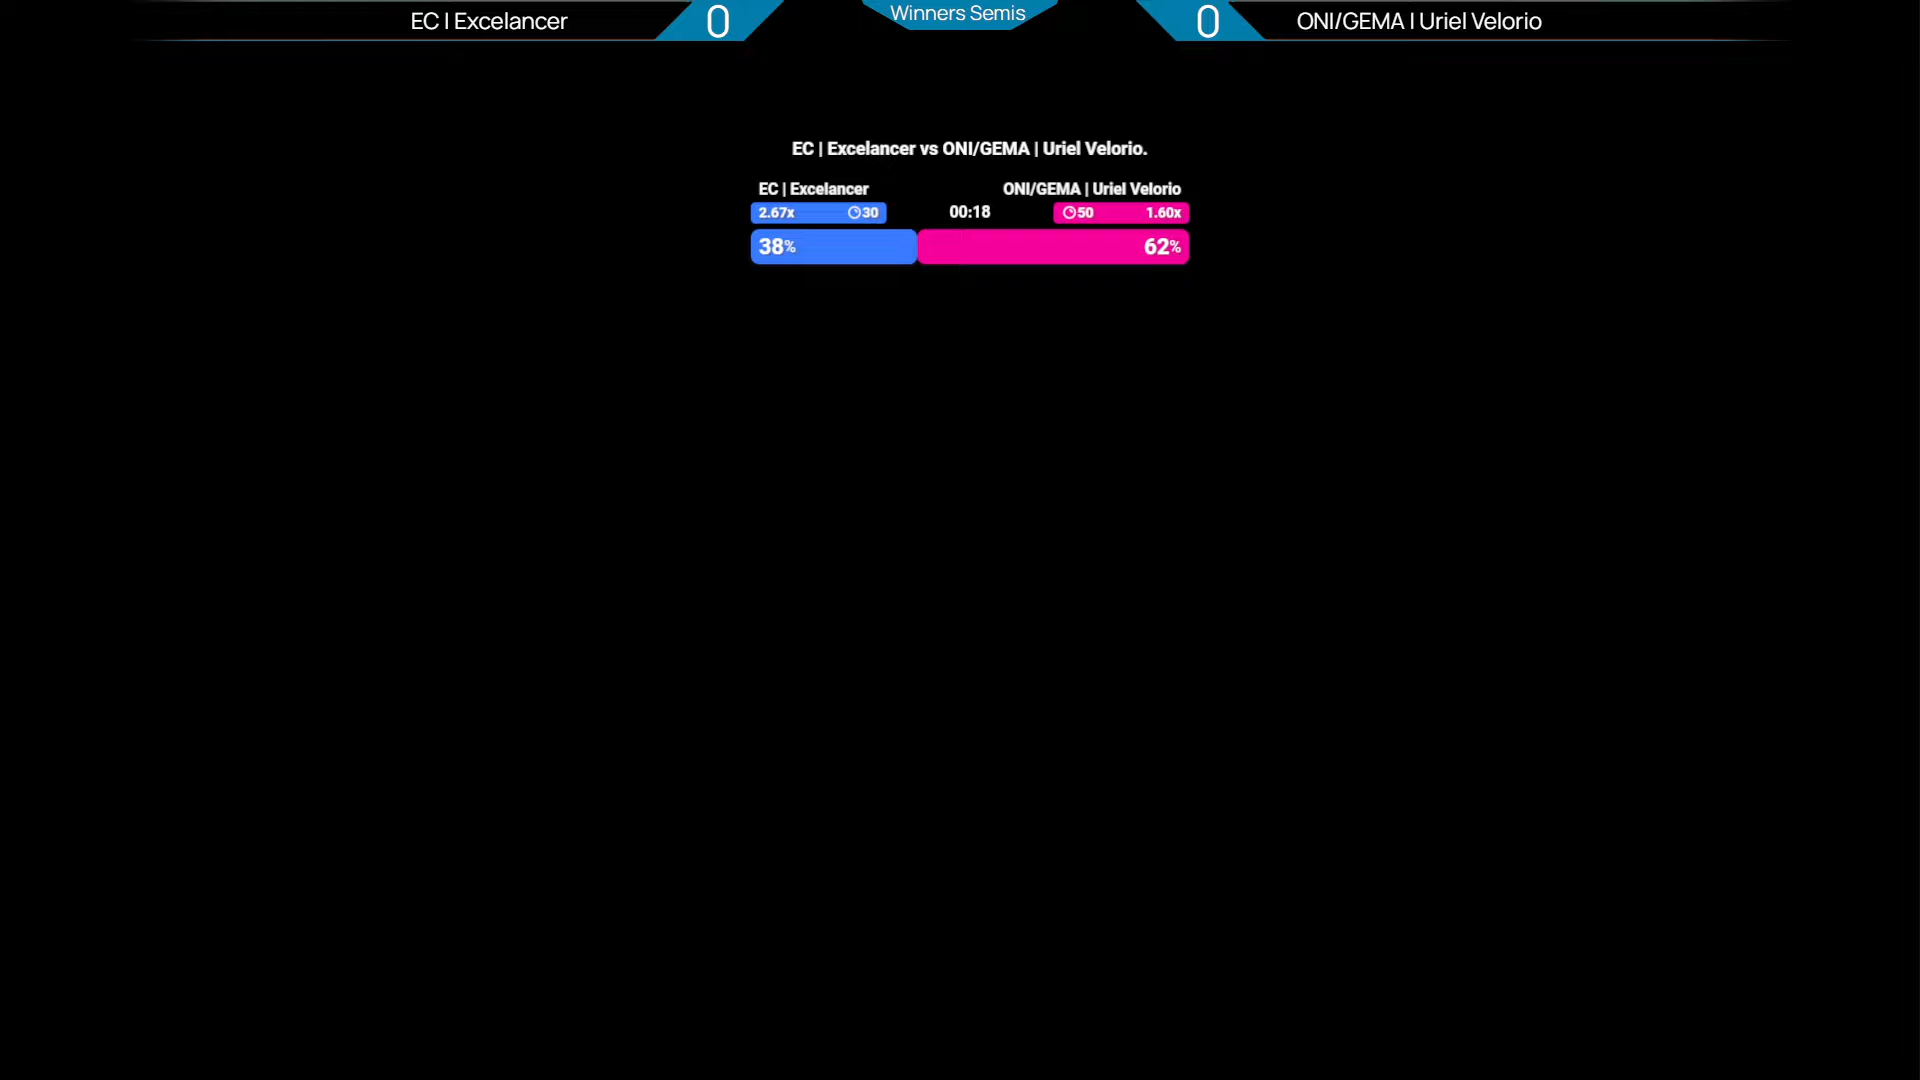 EC | Excelancer 0 Winners Semis 0 ONI/GEMA | Uriel Velorio
EC | Excelancer vs ONI/GEMA | Uriel Velorio.
EC | Excelancer ONI/GEMA | Uriel Velorio
2.67x 30 00:18 50 1.60x
38% 62%